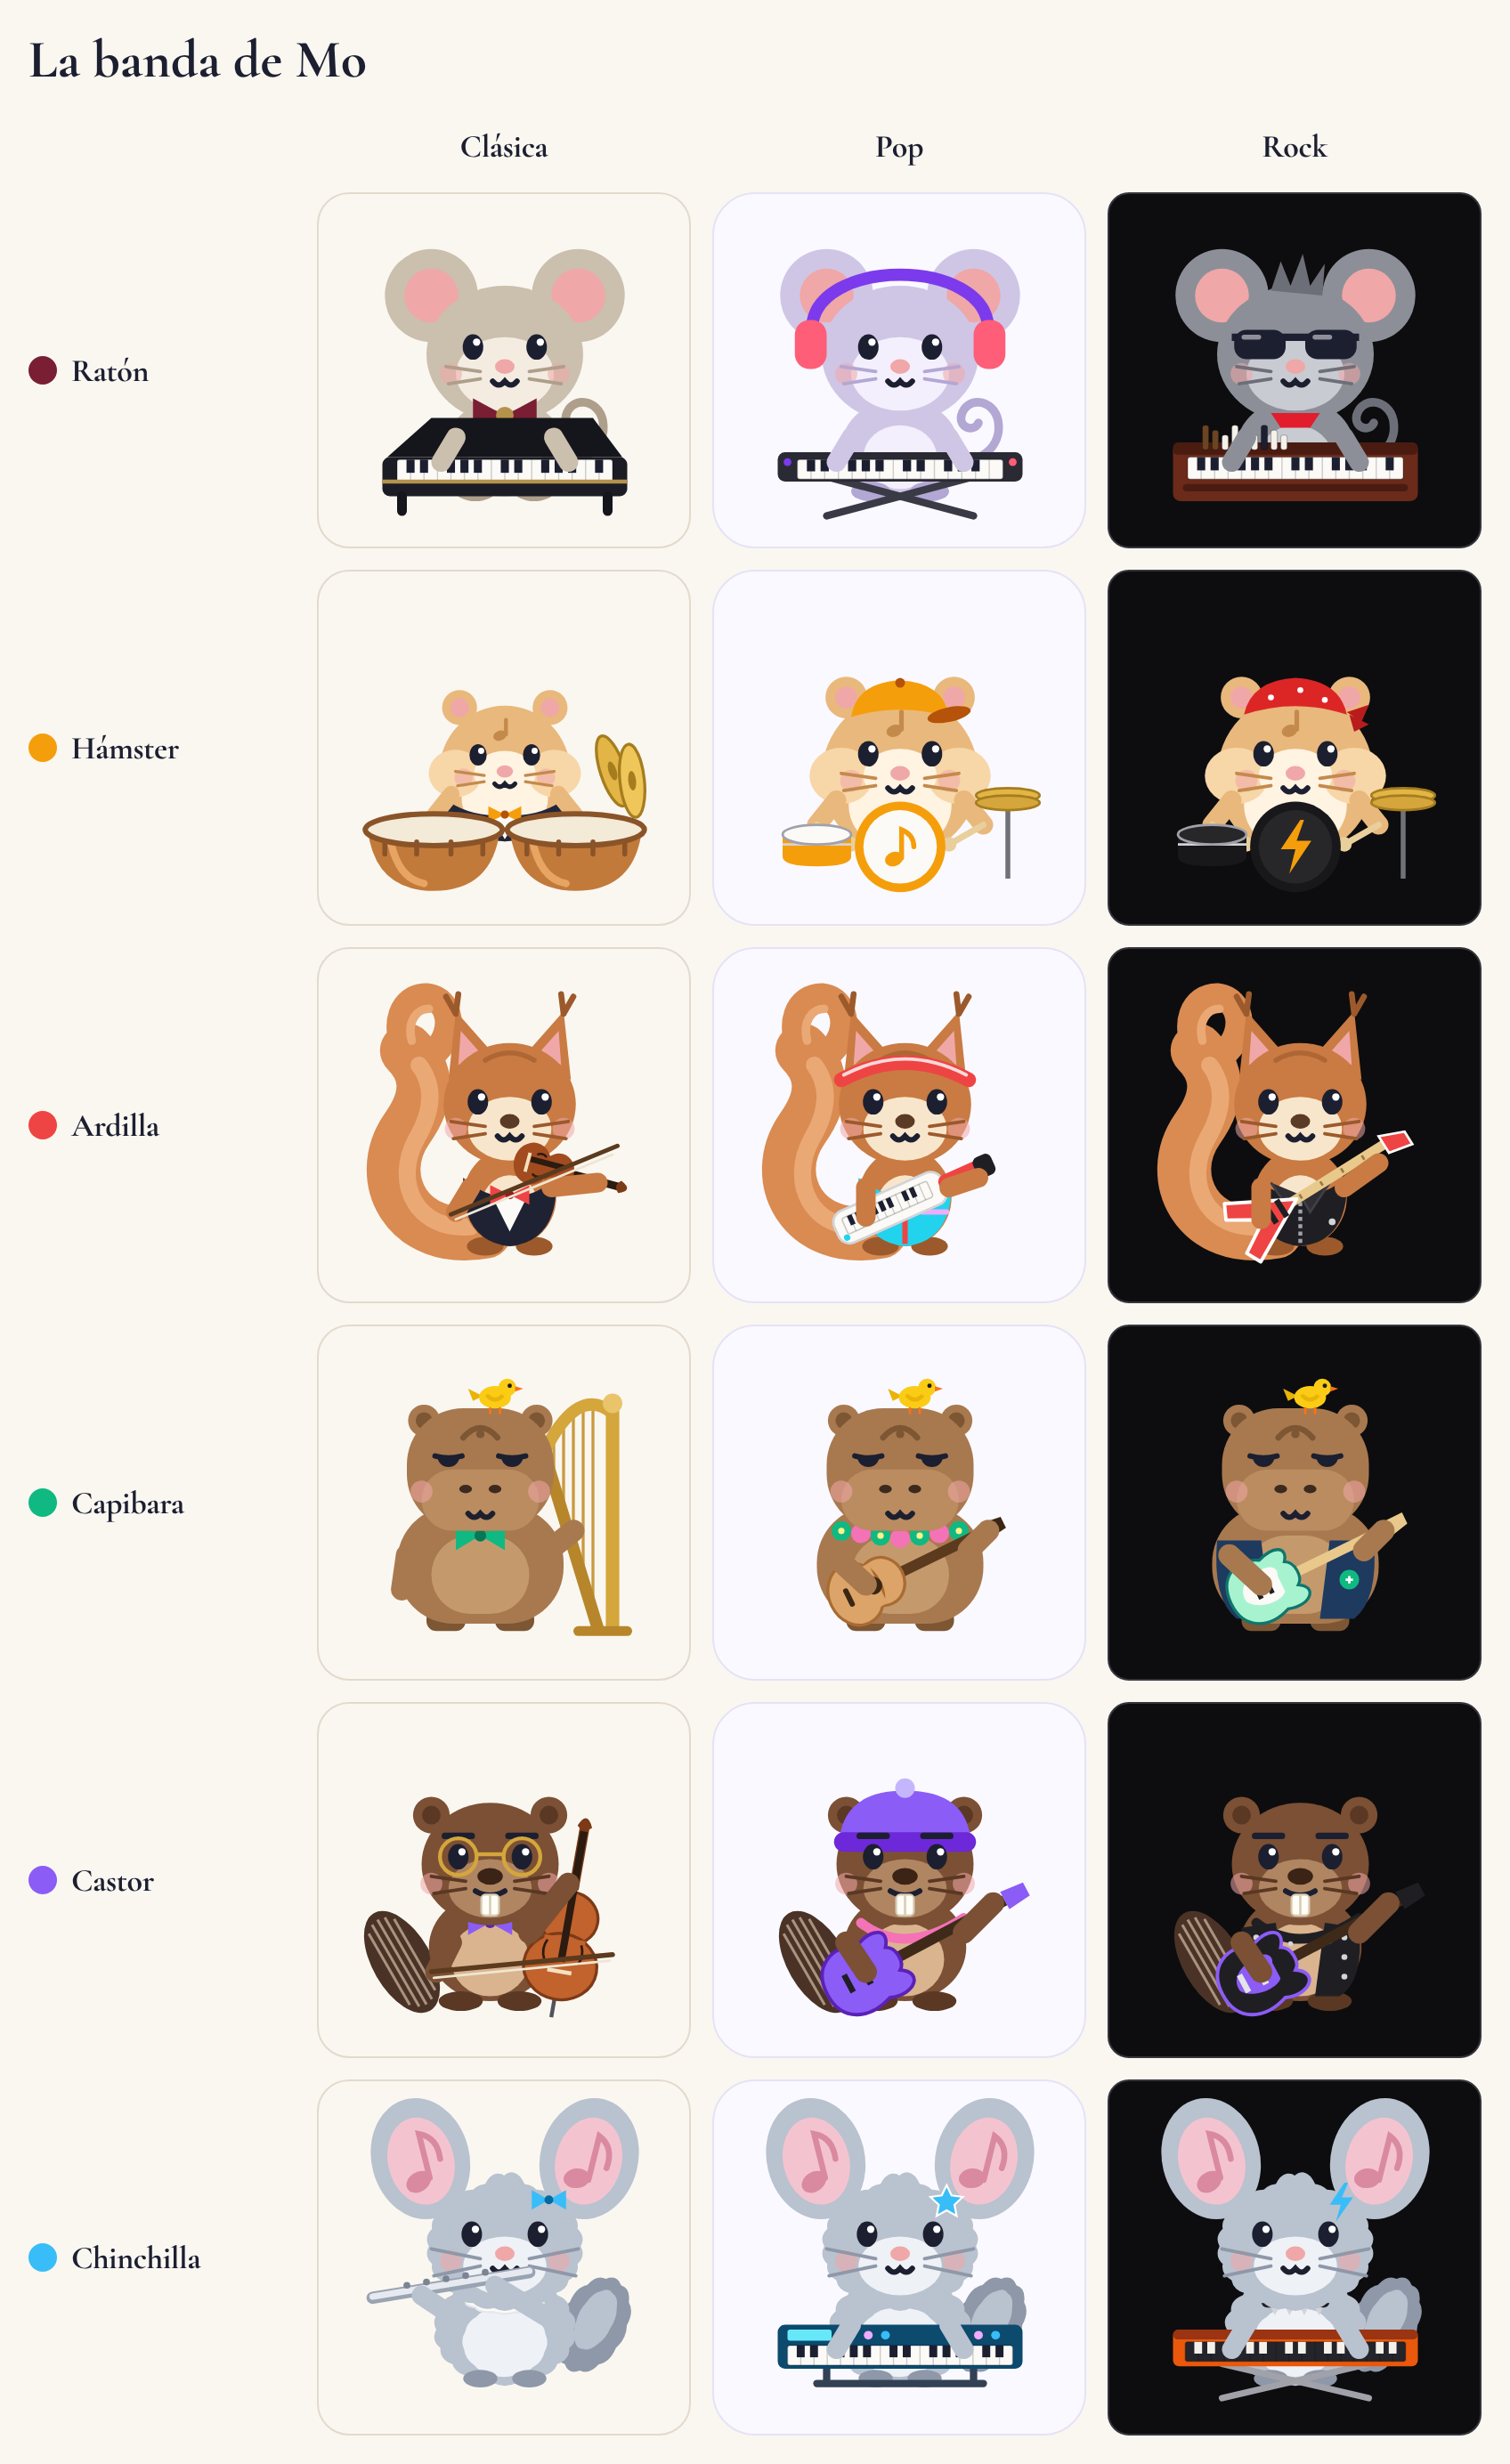 La banda de Mo
Clásica Pop Rock
Ratón
Hámster
Ardilla
Capibara
Castor
Chinchilla